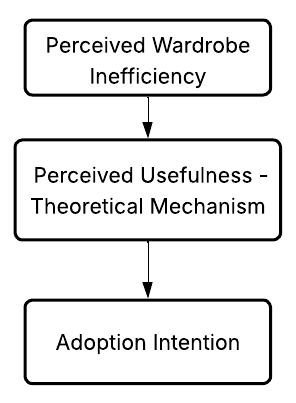 Perceived Wardrobe
Inefficiency
Perceived Usefulness -
Theoretical Mechanism
Adoption Intention